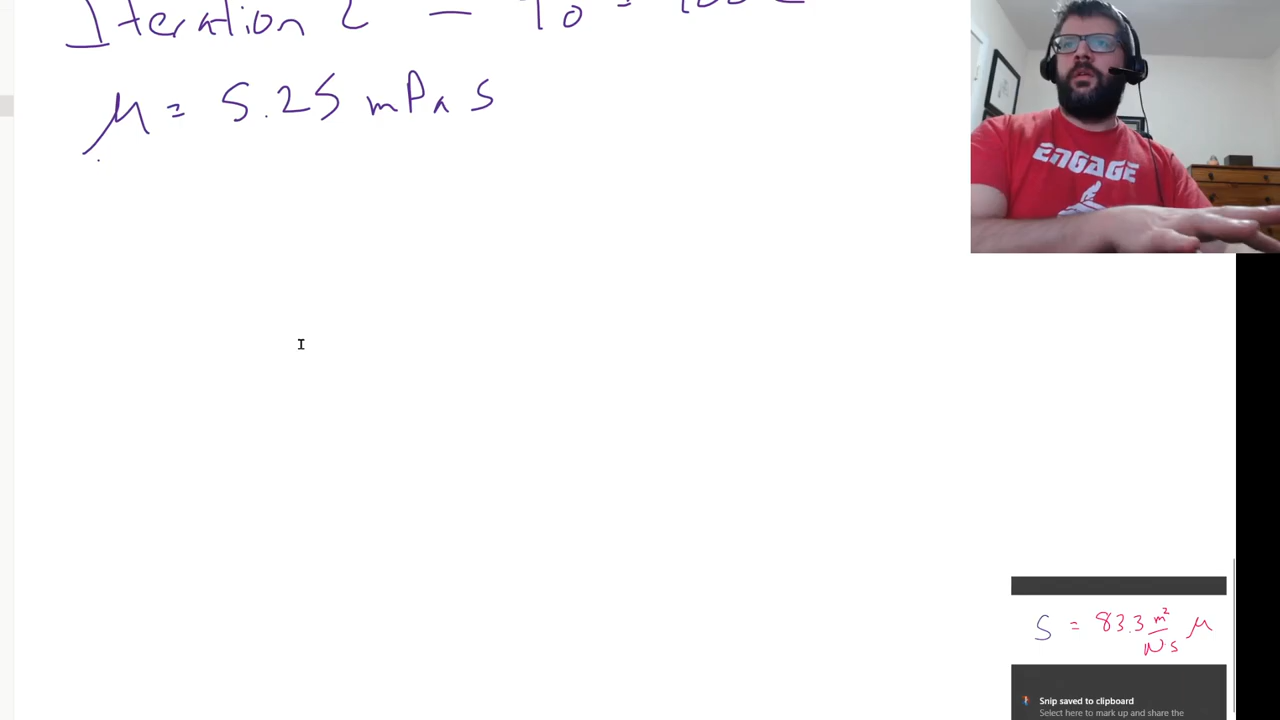 Iteration 2 -
μ = 5.25 mPa s
ENGAGE
S = 83.3 m²/Ns μ
Snip saved to clipboard
Select here to mark up and share the